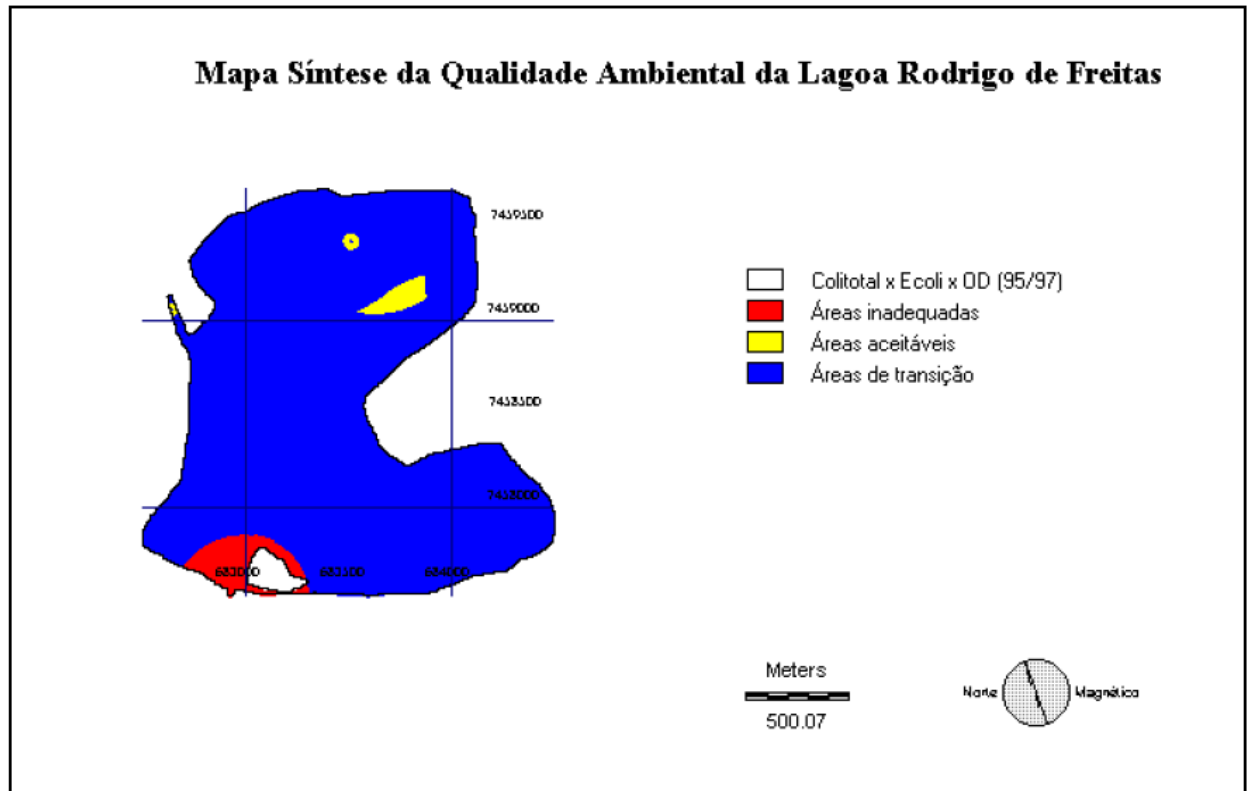 Mapa Síntese da Qualidade Ambiental da Lagoa Rodrigo de Freitas
7459500
7459000
7458500
7458000
683000 683500 684000
Colitotal x Ecoli x OD (95/97)
Áreas inadequadas
Áreas aceitáveis
Áreas de transição
Meters
500.07
Norte Magnético